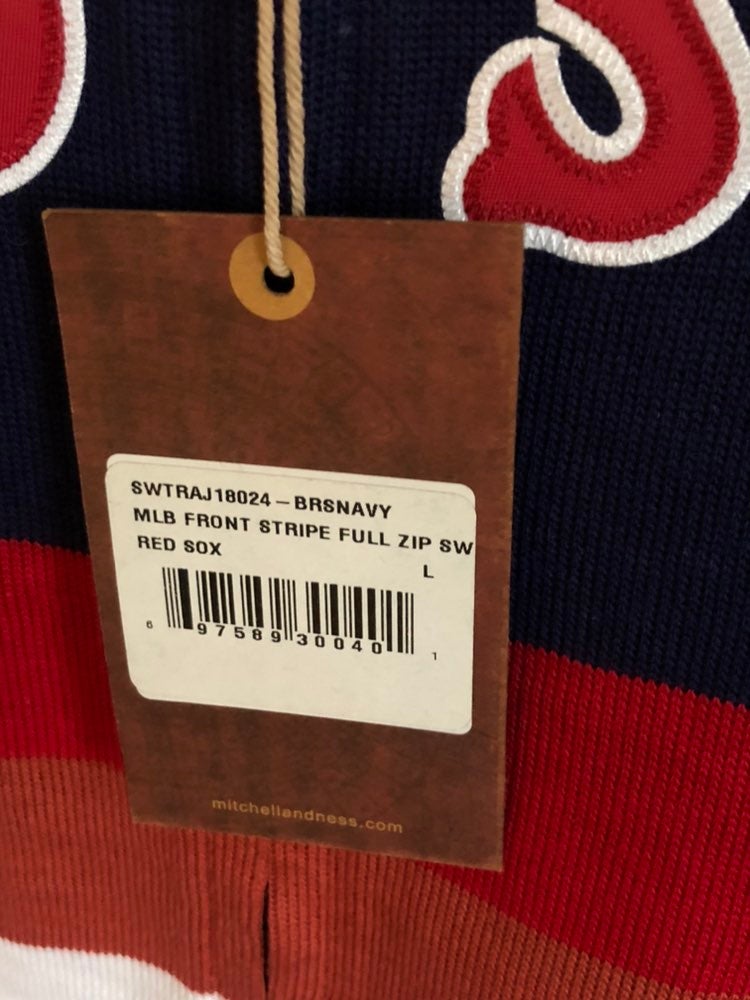 SWTRAJ18024 – BRSNAVY
MLB FRONT STRIPE FULL ZIP SW
RED SOX
L
6 97589 30040 1
mitchellandness.com